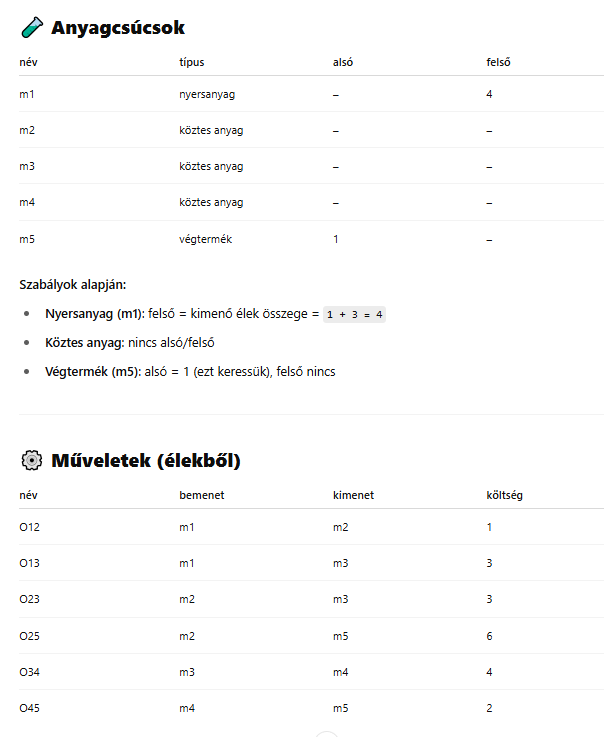 Anyagcsúcsok
név típus alsó felső
m1 nyersanyag – 4
m2 köztes anyag – –
m3 köztes anyag – –
m4 köztes anyag – –
m5 végtermék 1 –
Szabályok alapján:
Nyersanyag (m1): felső = kimenő élek összege = 1 + 3 = 4
Köztes anyag: nincs alsó/felső
Végtermék (m5): alsó = 1 (ezt keressük), felső nincs
Műveletek (élekből)
név bemenet kimenet költség
O12 m1 m2 1
O13 m1 m3 3
O23 m2 m3 3
O25 m2 m5 6
O34 m3 m4 4
O45 m4 m5 2